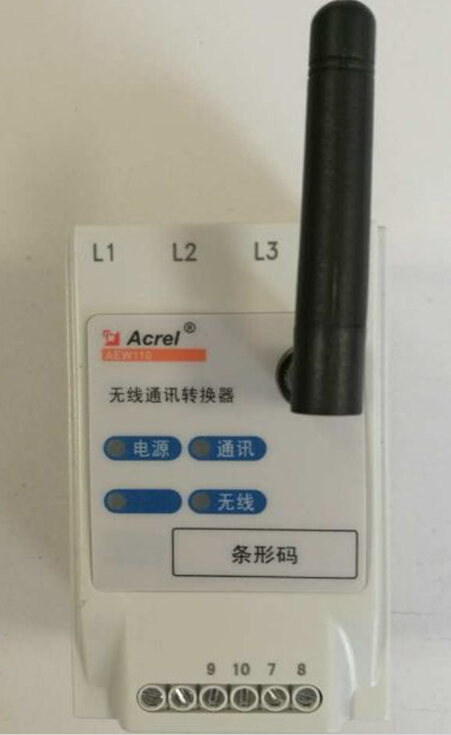 L1 L2 L3
Acrel®
AEW110
无线通讯转换器
电源 通讯
无线
条形码
9 10 7 8